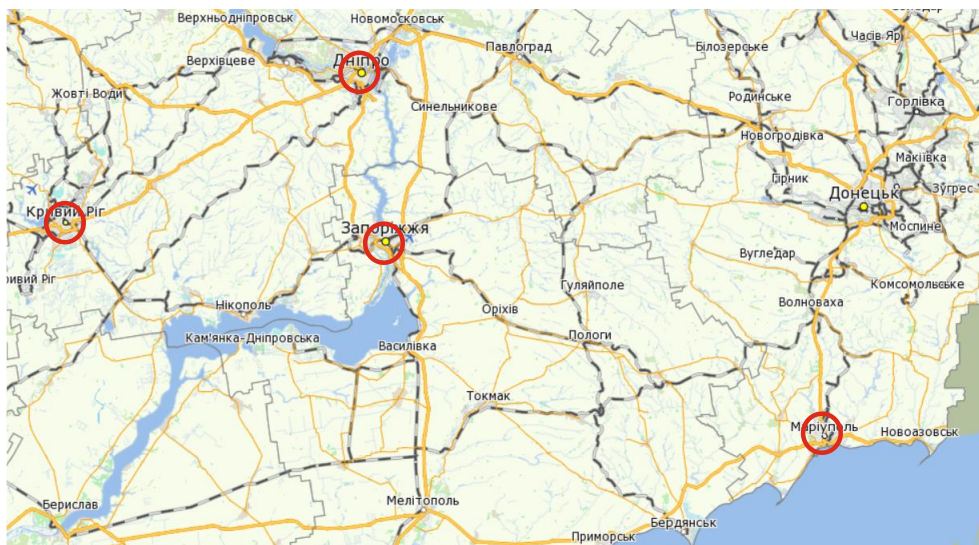 Верхньодніпровськ
Новомосковськ
Часів Яр
Павлоград
Білозерське
Верхівцеве
Дніпро
Жовті Води
Синельникове
Родинське
Горлівка
Новогродівка
Макіївка
Гірник
Зугрес
Донецьк
Кривий Ріг
Моспине
Запоріжжя
Вугледар
ривий Ріг
Комсомольське
Гуляйполе
Нікополь
Волноваха
Оріхів
Кам'янка-Дніпровська
Пологи
Василівка
Токмак
Маріуполь
Новоазовськ
Мелітополь
Берислав
Бердянськ
Приморськ